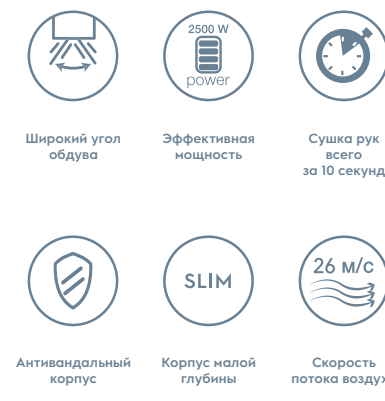 2500 W
power
Широкий угол
обдува
Эффективная
мощность
Сушка рук
всего
за 10 секунд
SLIM
26 м/с
Антивандальный
корпус
Корпус малой
глубины
Скорость
потока воздух